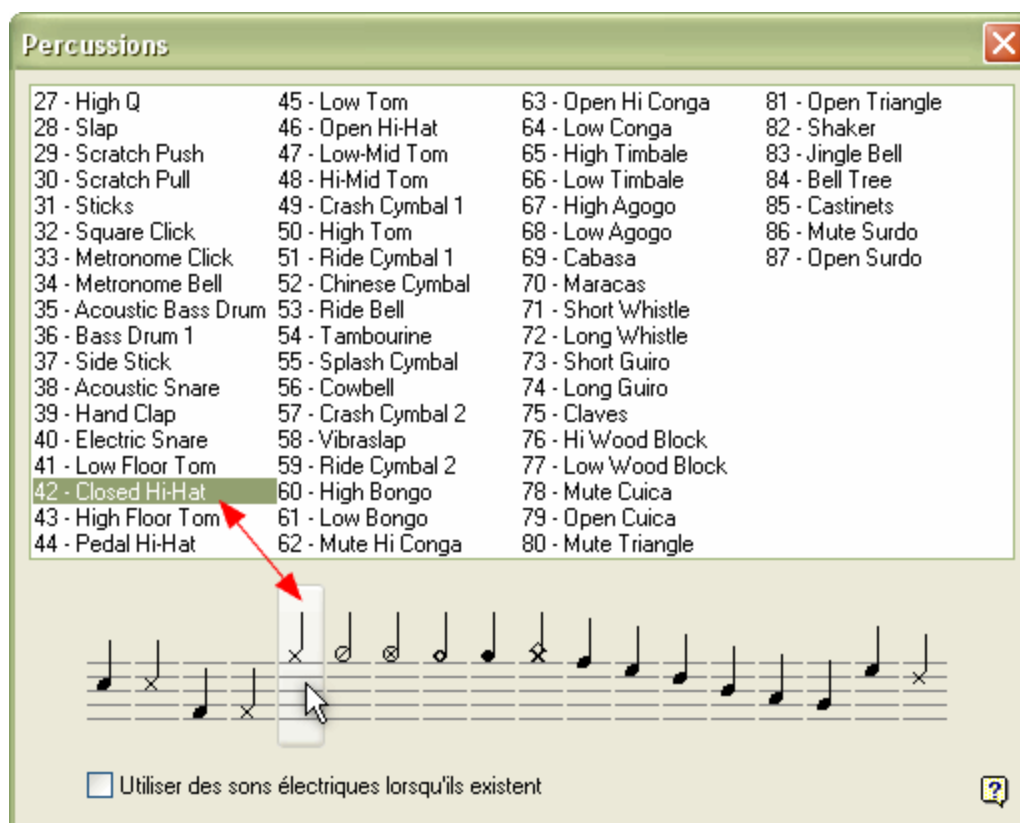 Percussions
27 - High Q
28 - Slap
29 - Scratch Push
30 - Scratch Pull
31 - Sticks
32 - Square Click
33 - Metronome Click
34 - Metronome Bell
35 - Acoustic Bass Drum
36 - Bass Drum 1
37 - Side Stick
38 - Acoustic Snare
39 - Hand Clap
40 - Electric Snare
41 - Low Floor Tom
42 - Closed Hi-Hat
43 - High Floor Tom
44 - Pedal Hi-Hat
45 - Low Tom
46 - Open Hi-Hat
47 - Low-Mid Tom
48 - Hi-Mid Tom
49 - Crash Cymbal 1
50 - High Tom
51 - Ride Cymbal 1
52 - Chinese Cymbal
53 - Ride Bell
54 - Tambourine
55 - Splash Cymbal
56 - Cowbell
57 - Crash Cymbal 2
58 - Vibraslap
59 - Ride Cymbal 2
60 - High Bongo
61 - Low Bongo
62 - Mute Hi Conga
63 - Open Hi Conga
64 - Low Conga
65 - High Timbale
66 - Low Timbale
67 - High Agogo
68 - Low Agogo
69 - Cabasa
70 - Maracas
71 - Short Whistle
72 - Long Whistle
73 - Short Guiro
74 - Long Guiro
75 - Claves
76 - Hi Wood Block
77 - Low Wood Block
78 - Mute Cuica
79 - Open Cuica
80 - Mute Triangle
81 - Open Triangle
82 - Shaker
83 - Jingle Bell
84 - Bell Tree
85 - Castinets
86 - Mute Surdo
87 - Open Surdo
Utiliser des sons électriques lorsqu'ils existent
?